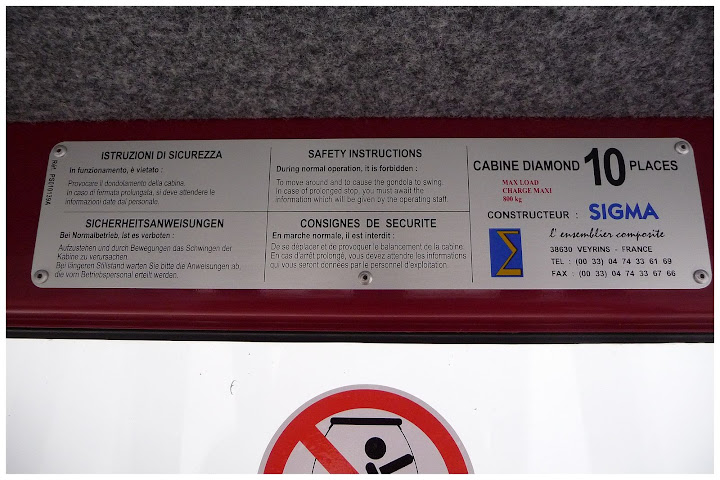 Réf. PS010139A
ISTRUZIONI DI SICUREZZA
In funzionamento, è vietato :
Provocare il dondolamento della cabina.
In caso di fermata prolungata, si deve attendere le
informazioni date dal personale.
SAFETY INSTRUCTIONS
During normal operation, it is forbidden :
To move around and to cause the gondola to swing.
In case of prolonged stop, you must await the
information which will be given by the operating staff.
SICHERHEITSANWEISUNGEN
Bei Normalbetrieb, ist es vorboten :
Aufzustehen und durch Bewegungen das Schwingen der
Kabine zu verursachen.
Bei längeren Stilistand warten Sie bitte die Anweisungen ab,
die vom Betriebspersonal erteilt werden.
CONSIGNES DE SECURITE
En marche normale, il est interdit :
De se déplacer et de provoquer le balancement de la cabine.
En cas d'arrêt prolongé, vous devez attendre les informations
qui vous seront données par le personnel d'exploitation.
CABINE DIAMOND 10 PLACES
MAX LOAD
CHARGE MAXI
800 kg
CONSTRUCTEUR : SIGMA
l'ensemblier composite
38630 VEYRINS - FRANCE
TEL : (00 33) 04 74 33 61 69
FAX : (00 33) 04 74 33 67 66